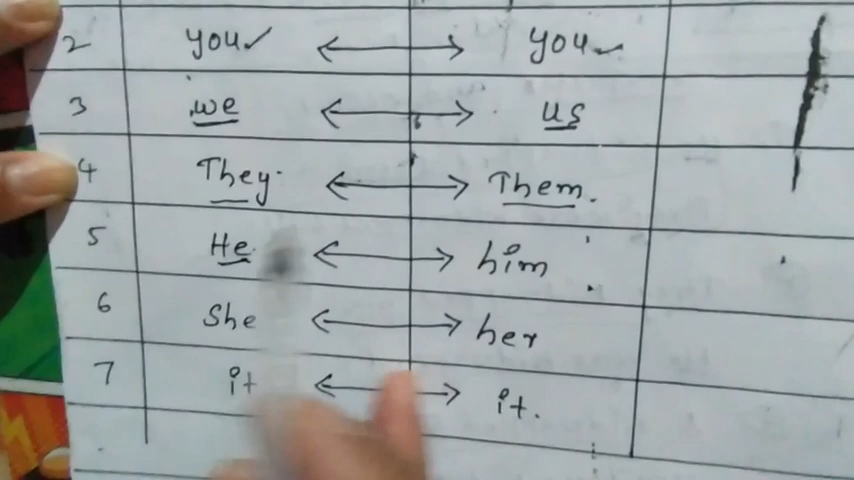 2 you ✓ ⟷ you ✓
3 we ⟷ us
4 They ⟷ Them.
5 He ⟷ him
6 She ⟷ her
7 it ⟷ it.